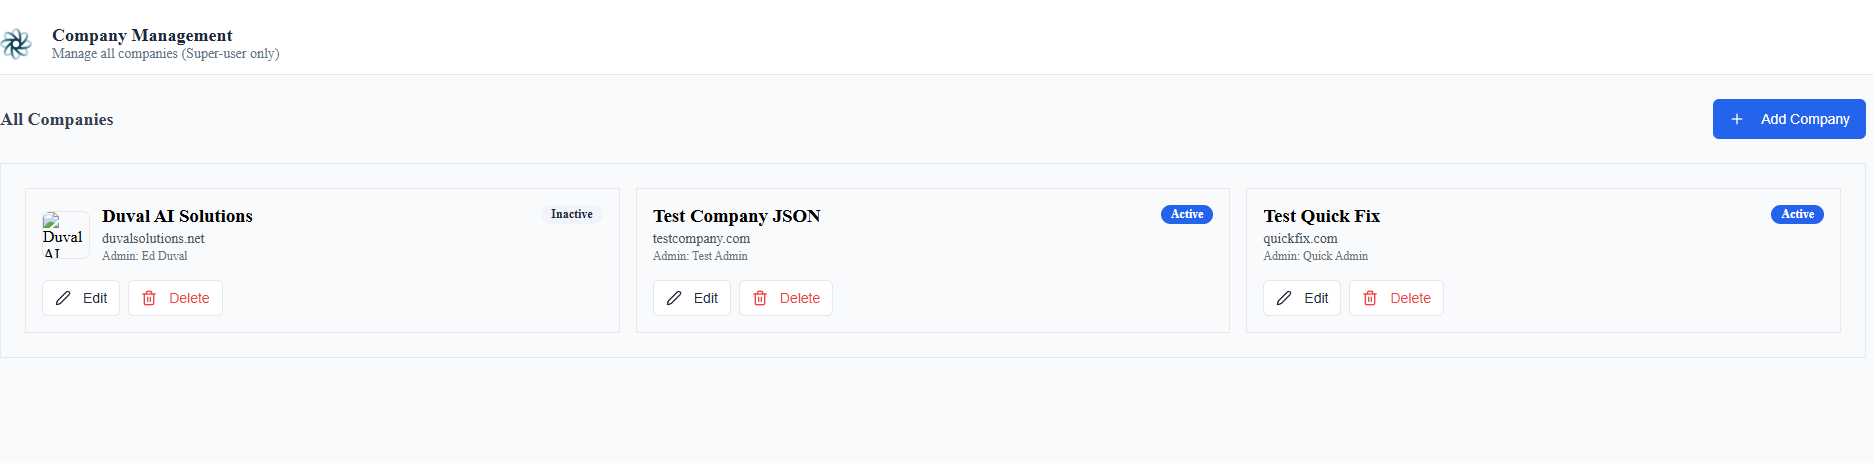 Company Management
Manage all companies (Super-user only)
All Companies
Add Company
Duval AI Solutions
Inactive
Duval
AI
duvalsolutions.net
Admin: Ed Duval
Edit
Delete
Test Company JSON
Active
testcompany.com
Admin: Test Admin
Edit
Delete
Test Quick Fix
Active
quickfix.com
Admin: Quick Admin
Edit
Delete